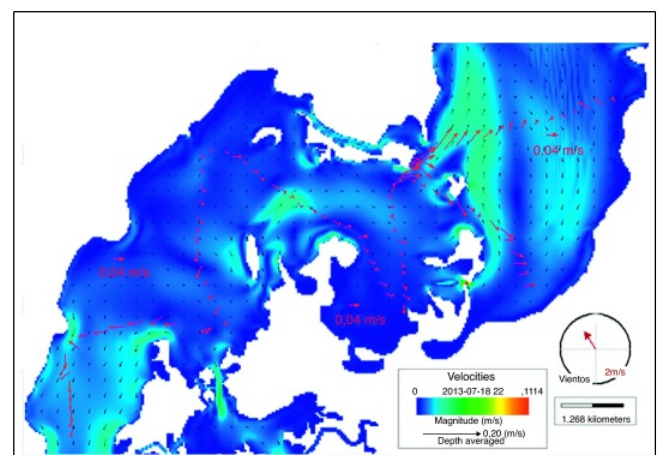 0,04 m/s
0,04 m/s
0,04 m/s
Vientos
2m/s
1.268 kilometers
Velocities
0 2013-07-18 22 ,1114
Magnitude (m/s)
0,20 (m/s)
Depth averaged